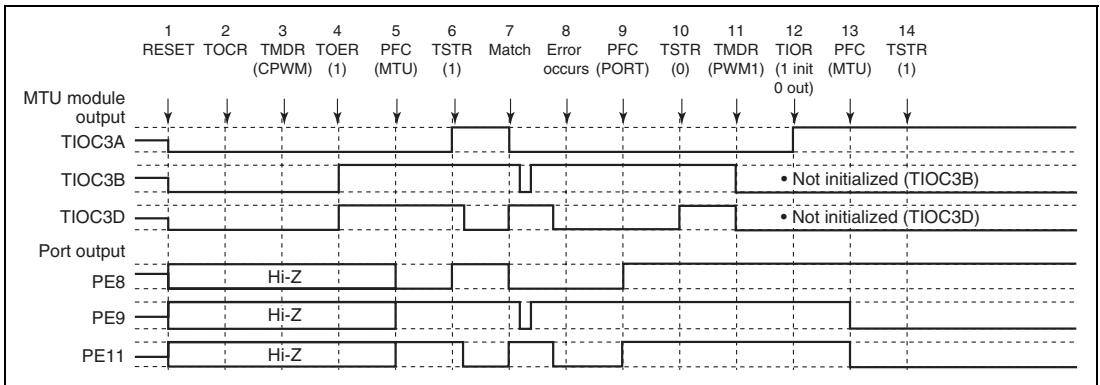 1 2 3 4 5 6 7 8 9 10 11 12 13 14
RESET TOCR TMDR TOER PFC TSTR Match Error PFC TSTR TMDR TIOR PFC TSTR
(CPWM) (1) (MTU) (1) occurs (PORT) (0) (PWM1) (1 init (MTU) (1)
0 out)
MTU module
output
TIOC3A
TIOC3B • Not initialized (TIOC3B)
TIOC3D • Not initialized (TIOC3D)
Port output
PE8 Hi-Z
PE9 Hi-Z
PE11 Hi-Z